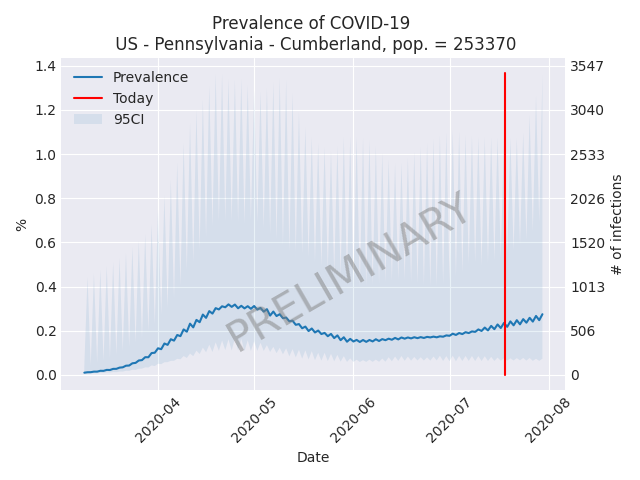 Prevalence of COVID-19
US - Pennsylvania - Cumberland, pop. = 253370
Prevalence
Today
95CI
1.4
1.2
1.0
0.8
0.6
0.4
0.2
0.0
%
3547
3040
2533
2026
1520
1013
506
0
# of infections
PRELIMINARY
2020-04
2020-05
2020-06
2020-07
2020-08
Date